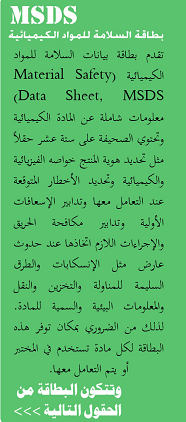 MSDS
بطاقة السلامة للمواد الكيميائية
تقدم بطاقة بيانات السلامة للمواد
الكيميائية (Material Safety
Data Sheet, MSDS)
معلومات شاملة عن المادة الكيميائية
وتحتوي الصحيفة على ستة عشر حقلاً
مثل تحديد هوية المنتج خواصه الفيزيائية
والكيميائية وتحديد الأخطار المتوقعة
عند التعامل معها وتدابير الإسعافات
الأولية وتدابير مكافحة الحريق
والإجراءات اللازم اتخاذها عند حدوث
عارض مثل الإنسكابات والطرق
السليمة للمناولة والتخزين والنقل
والمعلومات البيئية والسمية للمادة.
لذلك من الضروري بمكان توفر هذه
البطاقة لكل مادة تستخدم في المختبر
أو يتم التعامل معها.
وتتكون البطاقة من
الحقول التالية >>>